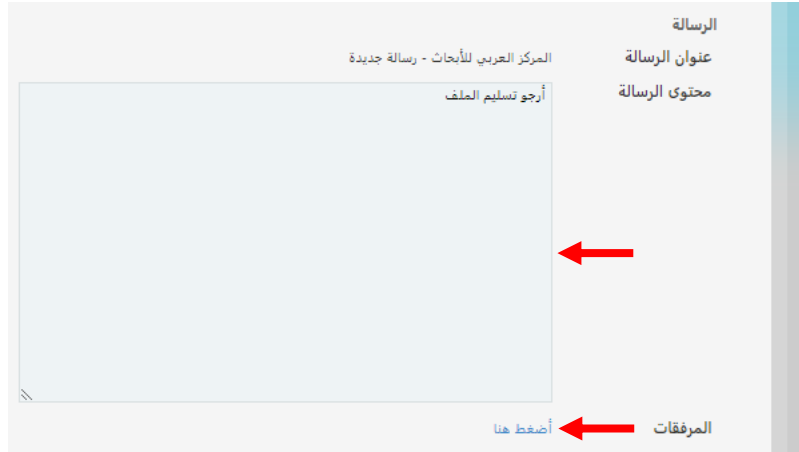 الرسالة
عنوان الرسالة المركز العربي للأبحاث - رسالة جديدة
محتوى الرسالة أرجو تسليم الملف
المرفقات أضغط هنا